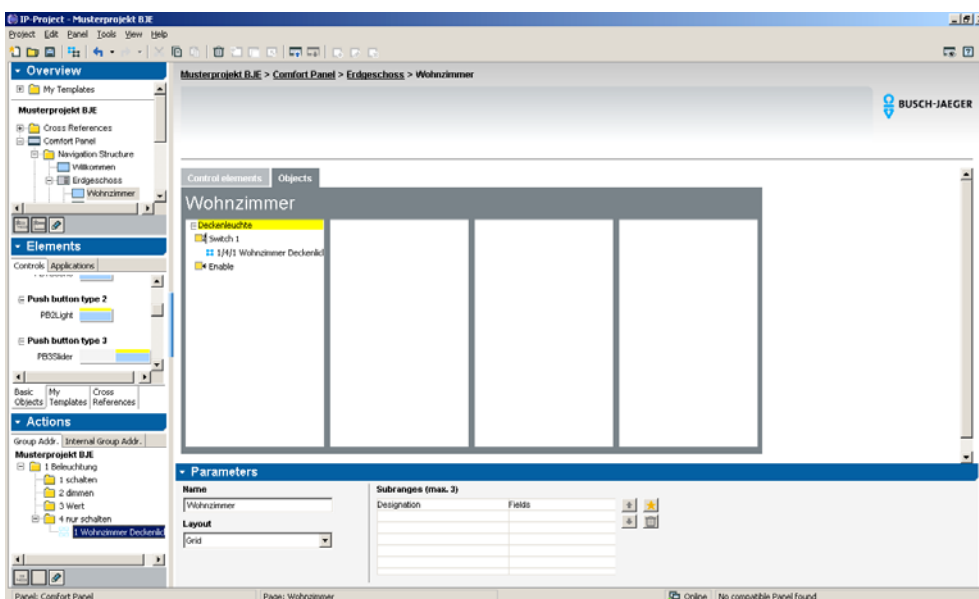 IP-Project - Musterprojekt BJE
Project Edit Panel Tools View Help
Overview
My Templates
Musterprojekt BJE
Cross References
Comfort Panel
Navigation Structure
Willkommen
Erdgeschoss
Wohnzimmer
Elements
Controls Applications
Push button type 2
PB2Light
Push button type 3
PB3Slider
Basic Objects
My Templates
Cross References
Actions
Group Addr. Internal Group Addr.
Musterprojekt BJE
1 Beleuchtung
1 schalten
2 dimmen
3 Wert
4 nur schalten
1 Wohnzimmer Deckenlic
Musterprojekt BJE > Comfort Panel > Erdgeschoss > Wohnzimmer
BUSCH-JAEGER
Control elements Objects
Wohnzimmer
Deckenleuchte
Switch 1
1/4/1 Wohnzimmer Deckenlicl
Enable
Parameters
Name
Wohnzimmer
Layout
Grid
Subranges (max. 3)
Designation Fields
Panel: Comfort Panel Page: Wohnzimmer Online No compatible Panel found